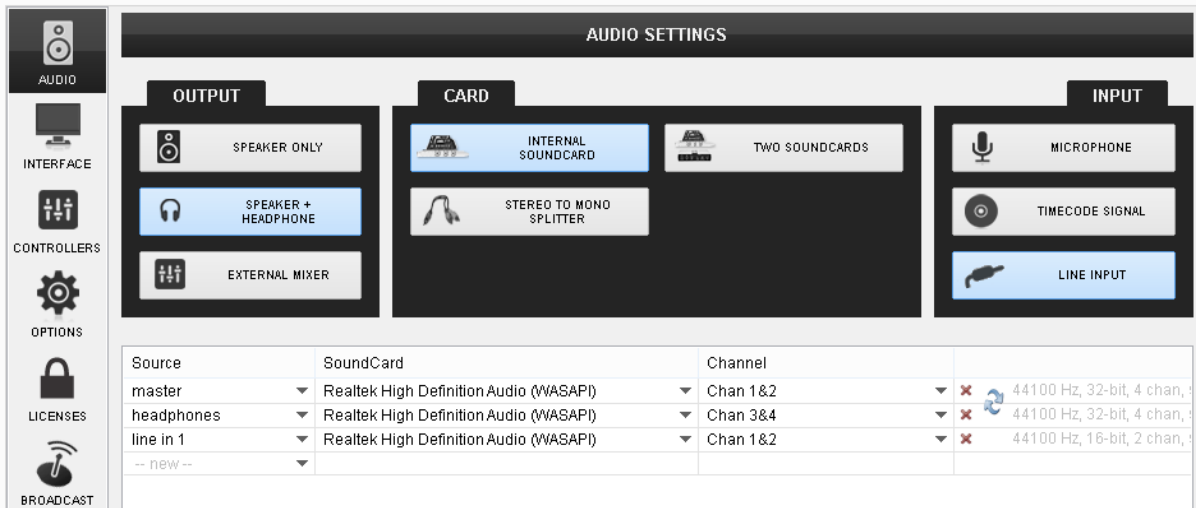 AUDIO SETTINGS
AUDIO
INTERFACE
CONTROLLERS
OPTIONS
LICENSES
BROADCAST
OUTPUT
SPEAKER ONLY
SPEAKER +
HEADPHONE
EXTERNAL MIXER
CARD
INTERNAL
SOUNDCARD
TWO SOUNDCARDS
STEREO TO MONO
SPLITTER
INPUT
MICROPHONE
TIMECODE SIGNAL
LINE INPUT
Source SoundCard Channel
master Realtek High Definition Audio (WASAPI) Chan 1&2 44100 Hz, 32-bit, 4 chan,
headphones Realtek High Definition Audio (WASAPI) Chan 3&4 44100 Hz, 32-bit, 4 chan,
line in 1 Realtek High Definition Audio (WASAPI) Chan 1&2 44100 Hz, 16-bit, 2 chan,
-- new --